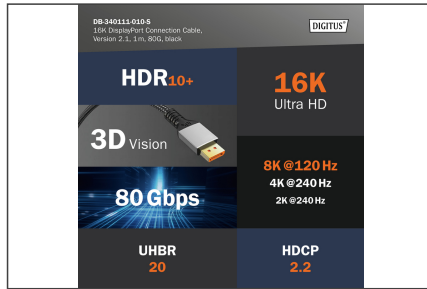 DB-340111-010-S
16K DisplayPort Connection Cable,
Version 2.1, 1m, 80G, black
DIGITUS®
HDR10+
16K
Ultra HD
3D Vision
8K @120 Hz
4K @240 Hz
2K @240 Hz
80 Gbps
UHBR
20
HDCP
2.2